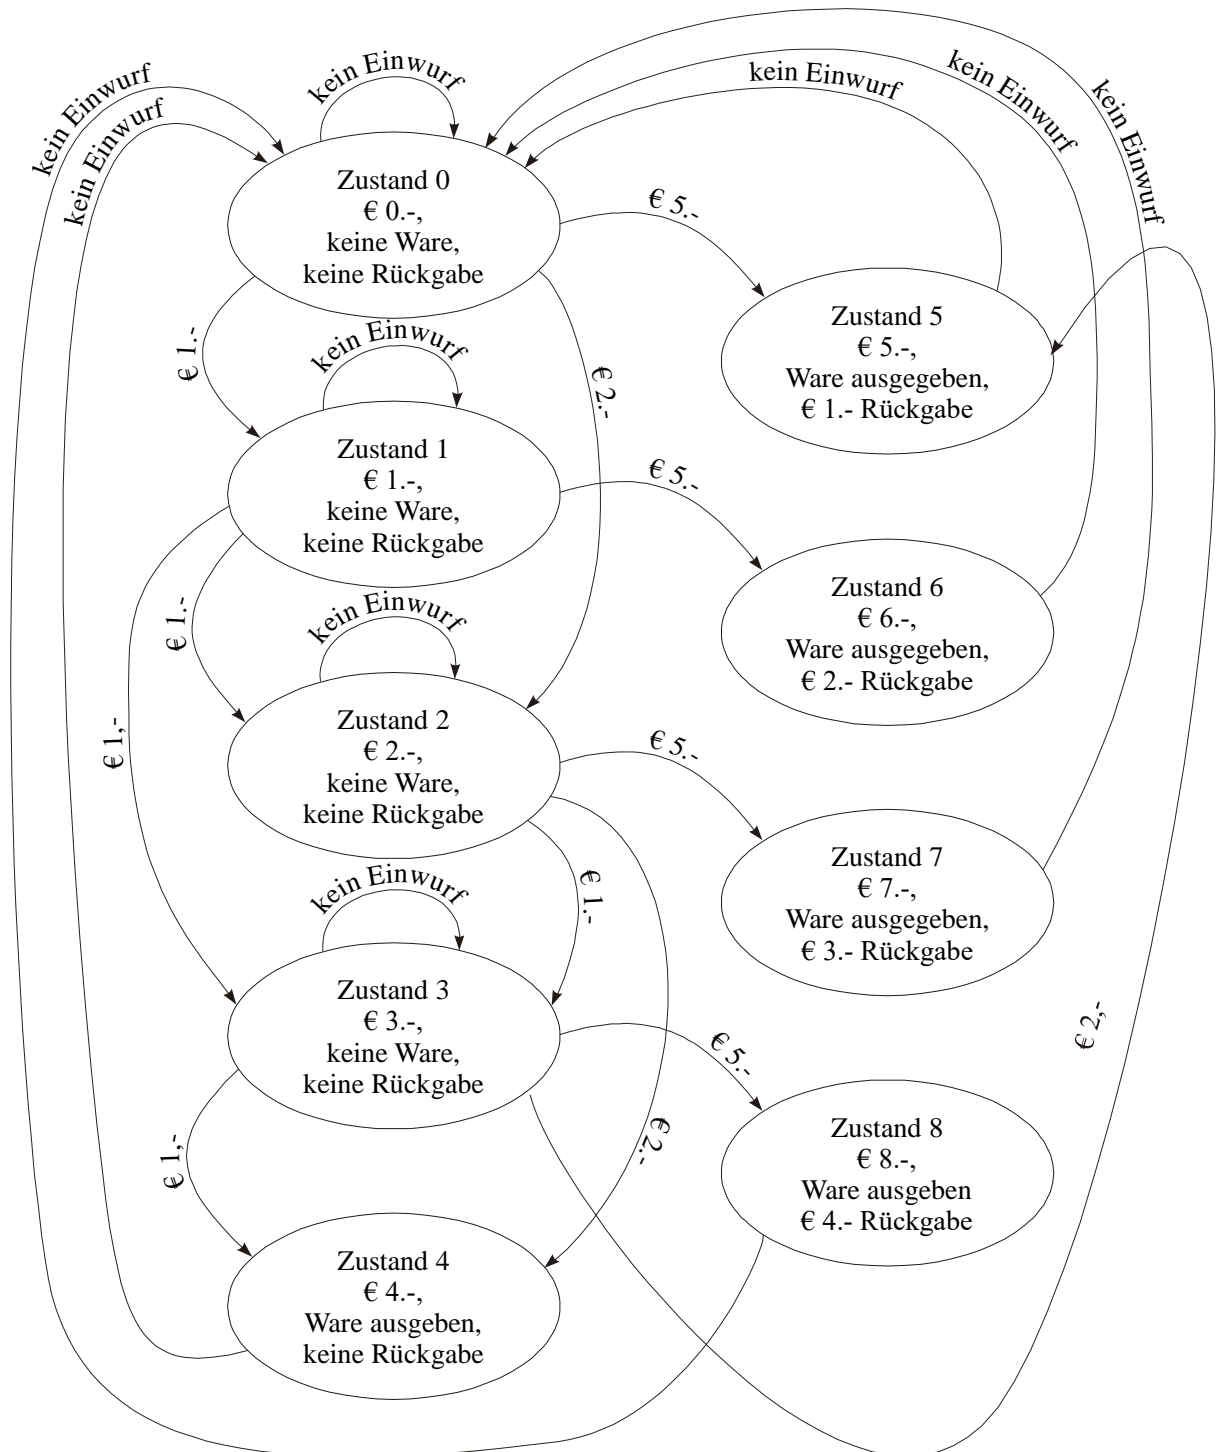 kein Einwurf
kein Einwurf
kein Einwurf
kein Einwurf
kein Einwurf
kein Einwurf
Zustand 0
€ 0.-,
keine Ware,
keine Rückgabe
€ 5.-
€ 1.-
€ 2.-
Zustand 5
€ 5.-,
Ware ausgegeben,
€ 1.- Rückgabe
kein Einwurf
Zustand 1
€ 1.-,
keine Ware,
keine Rückgabe
€ 5.-
€ 1.-
€ 1,-
Zustand 6
€ 6.-,
Ware ausgegeben,
€ 2.- Rückgabe
kein Einwurf
Zustand 2
€ 2.-,
keine Ware,
keine Rückgabe
€ 5.-
€ 1.-
€ 2.-
Zustand 7
€ 7.-,
Ware ausgegeben,
€ 3.- Rückgabe
kein Einwurf
Zustand 3
€ 3.-,
keine Ware,
keine Rückgabe
€ 5.-
€ 2,-
€ 1,-
Zustand 8
€ 8.-,
Ware ausgeben
€ 4.- Rückgabe
Zustand 4
€ 4.-,
Ware ausgeben,
keine Rückgabe